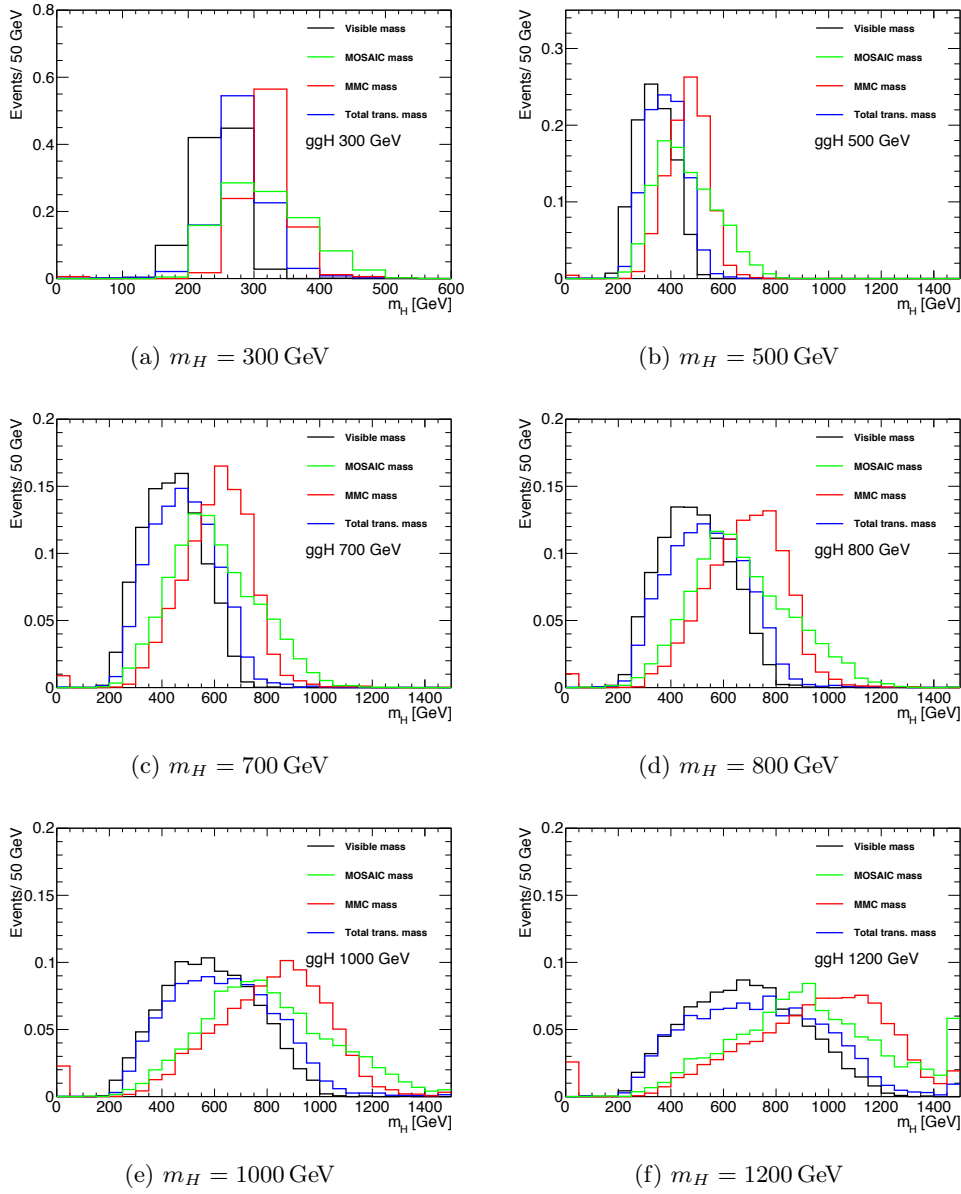 Events/ 50 GeV
0.8
0.6
0.4
0.2
0
Visible mass
MOSAIC mass
MMC mass
Total trans. mass
ggH 300 GeV
0 100 200 300 400 500 600
m_H [GeV]
(a) m_H = 300 GeV
Events/ 50 GeV
0.3
0.2
0.1
0
Visible mass
MOSAIC mass
MMC mass
Total trans. mass
ggH 500 GeV
0 200 400 600 800 1000 1200 1400
m_H [GeV]
(b) m_H = 500 GeV
Events/ 50 GeV
0.2
0.15
0.1
0.05
0
Visible mass
MOSAIC mass
MMC mass
Total trans. mass
ggH 700 GeV
0 200 400 600 800 1000 1200 1400
m_H [GeV]
(c) m_H = 700 GeV
Events/ 50 GeV
0.2
0.15
0.1
0.05
0
Visible mass
MOSAIC mass
MMC mass
Total trans. mass
ggH 800 GeV
0 200 400 600 800 1000 1200 1400
m_H [GeV]
(d) m_H = 800 GeV
Events/ 50 GeV
0.2
0.15
0.1
0.05
0
Visible mass
MOSAIC mass
MMC mass
Total trans. mass
ggH 1000 GeV
0 200 400 600 800 1000 1200 1400
m_H [GeV]
(e) m_H = 1000 GeV
Events/ 50 GeV
0.2
0.15
0.1
0.05
0
Visible mass
MOSAIC mass
MMC mass
Total trans. mass
ggH 1200 GeV
0 200 400 600 800 1000 1200 1400
m_H [GeV]
(f) m_H = 1200 GeV